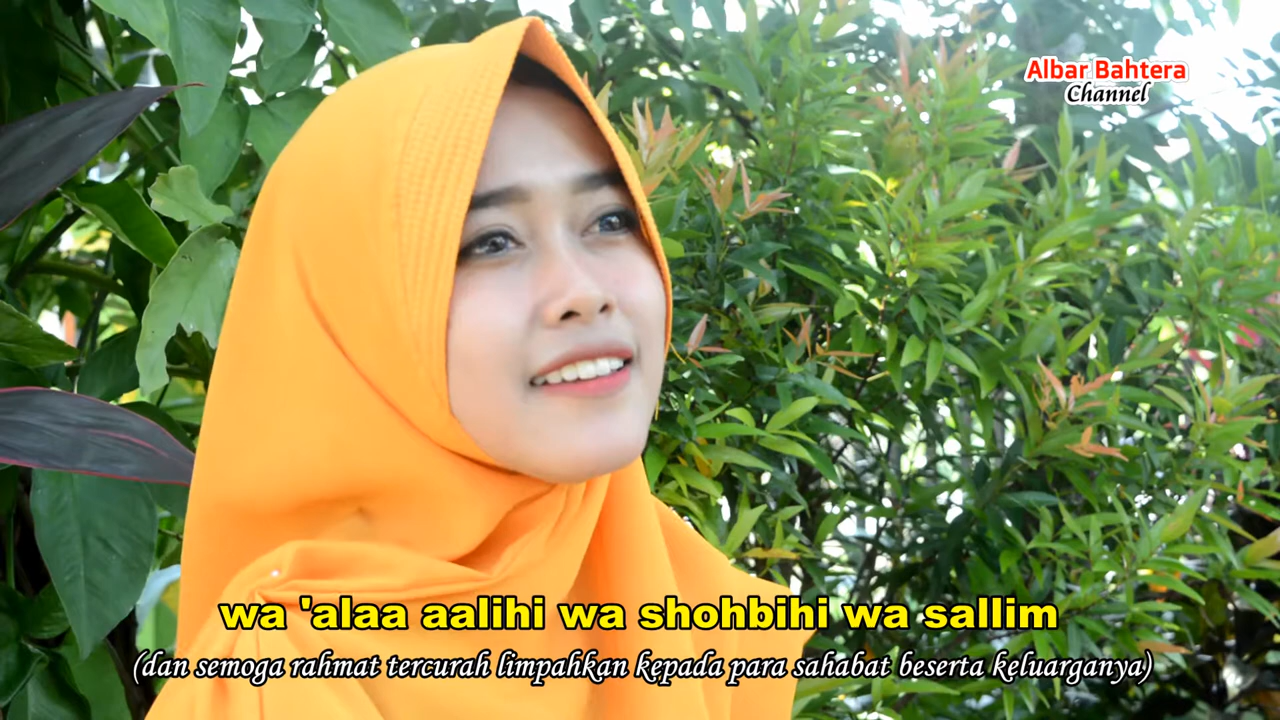 Albar Bahtera
Channel
wa 'alaa aalihi wa shohbihi wa sallim
(dan semoga rahmat tercurah limpahkan kepada para sahabat beserta keluarganya)